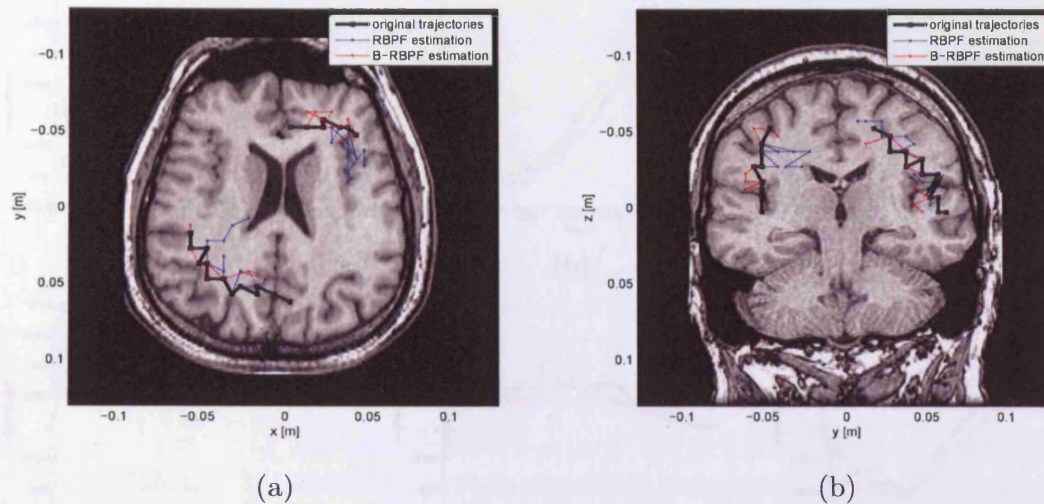 original trajectories
RBPF estimation
B-RBPF estimation
−0.1
−0.05
0
0.05
0.1
y [m]
−0.1
−0.05
0
0.05
0.1
x [m]
(a)
original trajectories
RBPF estimation
B-RBPF estimation
−0.1
−0.05
0
0.05
0.1
z [m]
−0.1
−0.05
0
0.05
0.1
y [m]
(b)